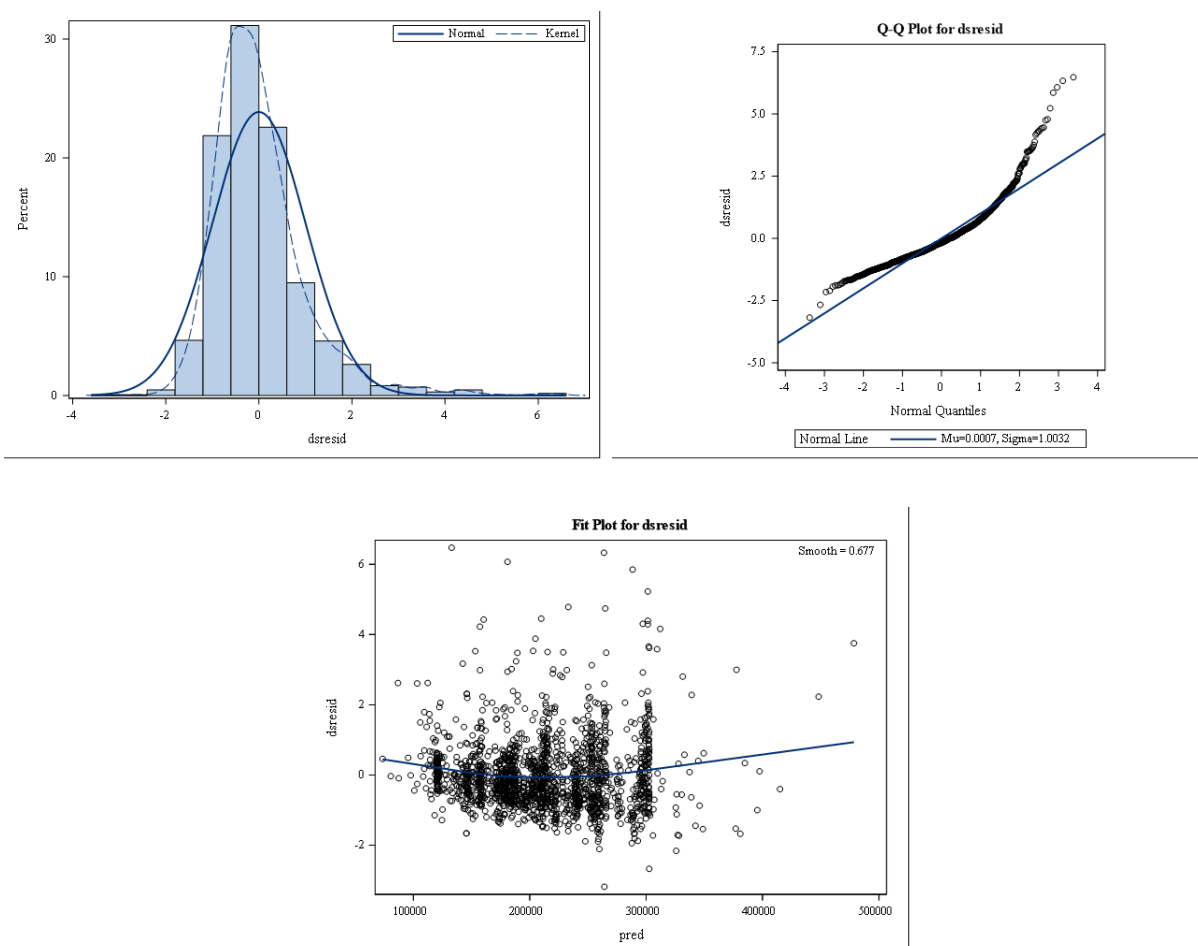 Normal Kernel
30
20
10
0
Percent
-4 -2 0 2 4 6
dsresid
Q-Q Plot for dsresid
7.5
5.0
2.5
0.0
-2.5
-5.0
dsresid
-4 -3 -2 -1 0 1 2 3 4
Normal Quantiles
Normal Line Mu=0.0007, Sigma=1.0032
Fit Plot for dsresid
Smooth = 0.677
6
4
2
0
-2
dsresid
100000 200000 300000 400000 500000
pred